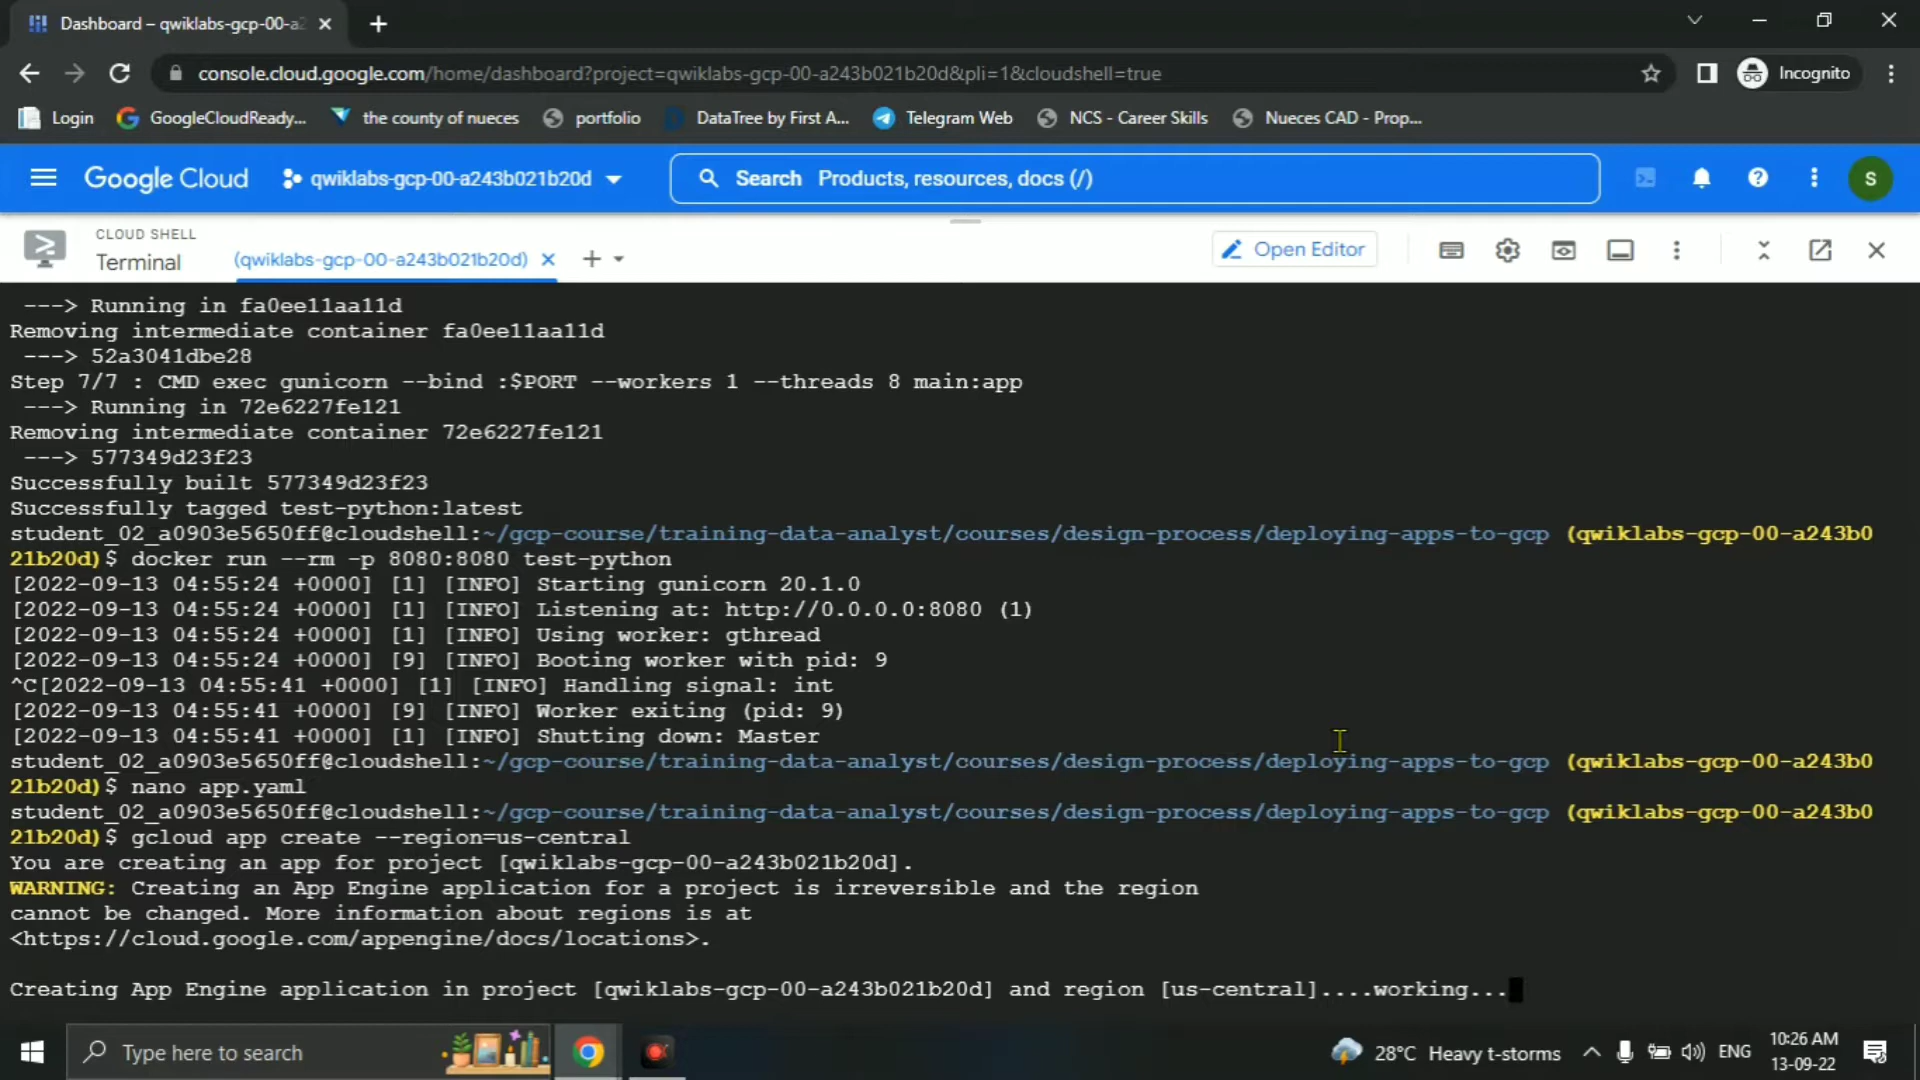 Dashboard – qwiklabs-gcp-00-a2
console.cloud.google.com/home/dashboard?project=qwiklabs-gcp-00-a243b021b20d&pli=1&cloudshell=true
Incognito
Login GoogleCloudReady... the county of nueces portfolio DataTree by First A... Telegram Web NCS - Career Skills Nueces CAD - Prop...
Google Cloud qwiklabs-gcp-00-a243b021b20d Search Products, resources, docs (/) S
CLOUD SHELL
Terminal (qwiklabs-gcp-00-a243b021b20d) Open Editor
---> Running in fa0ee11aa11d
Removing intermediate container fa0ee11aa11d
---> 52a3041dbe28
Step 7/7 : CMD exec gunicorn --bind :$PORT --workers 1 --threads 8 main:app
---> Running in 72e6227fe121
Removing intermediate container 72e6227fe121
---> 577349d23f23
Successfully built 577349d23f23
Successfully tagged test-python:latest
student_02_a0903e5650ff@cloudshell:~/gcp-course/training-data-analyst/courses/design-process/deploying-apps-to-gcp (qwiklabs-gcp-00-a243b0
21b20d)$ docker run --rm -p 8080:8080 test-python
[2022-09-13 04:55:24 +0000] [1] [INFO] Starting gunicorn 20.1.0
[2022-09-13 04:55:24 +0000] [1] [INFO] Listening at: http://0.0.0.0:8080 (1)
[2022-09-13 04:55:24 +0000] [1] [INFO] Using worker: gthread
[2022-09-13 04:55:24 +0000] [9] [INFO] Booting worker with pid: 9
^C[2022-09-13 04:55:41 +0000] [1] [INFO] Handling signal: int
[2022-09-13 04:55:41 +0000] [9] [INFO] Worker exiting (pid: 9)
[2022-09-13 04:55:41 +0000] [1] [INFO] Shutting down: Master
student_02_a0903e5650ff@cloudshell:~/gcp-course/training-data-analyst/courses/design-process/deploying-apps-to-gcp (qwiklabs-gcp-00-a243b0
21b20d)$ nano app.yaml
student_02_a0903e5650ff@cloudshell:~/gcp-course/training-data-analyst/courses/design-process/deploying-apps-to-gcp (qwiklabs-gcp-00-a243b0
21b20d)$ gcloud app create --region=us-central
You are creating an app for project [qwiklabs-gcp-00-a243b021b20d].
WARNING: Creating an App Engine application for a project is irreversible and the region
cannot be changed. More information about regions is at
<https://cloud.google.com/appengine/docs/locations>.
Creating App Engine application in project [qwiklabs-gcp-00-a243b021b20d] and region [us-central]....working...
Type here to search 28°C Heavy t-storms ENG 10:26 AM
13-09-22